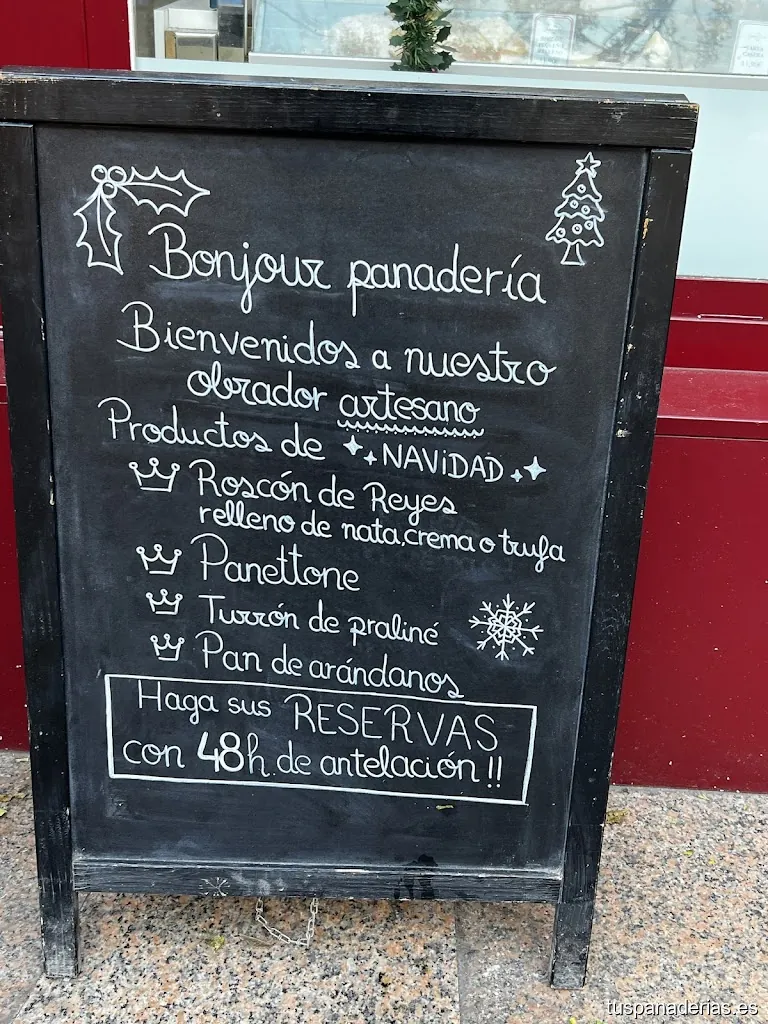 Bonjour panadería
Bienvenidos a nuestro
obrador artesano
Productos de NAViDAD
Roscón de Reyes
relleno de nata, crema o trufa
Panettone
Turrón de praliné
Pan de arándanos
Haga sus RESERVAS
con 48h. de antelación!!
tuspanaderias.es